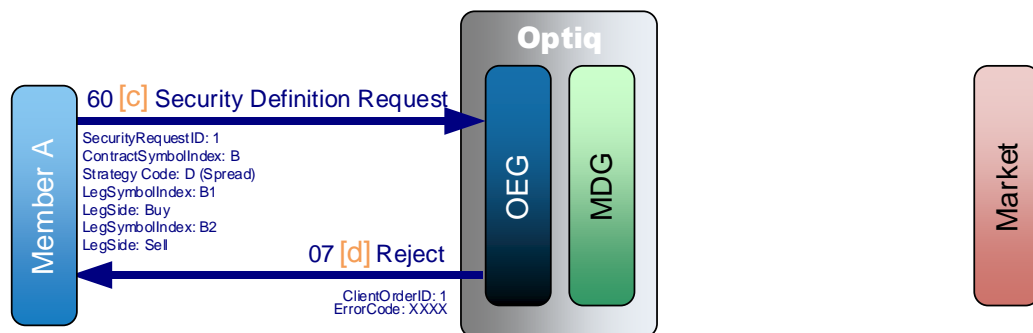 Optiq
60 [c] Security Definition Request
SecurityRequestID: 1
ContractSymbolIndex: B
Strategy Code: D (Spread)
LegSymbolIndex: B1
LegSide: Buy
LegSymbolIndex: B2
LegSide: Sell
07 [d] Reject
ClientOrderID: 1
ErrorCode: XXXX
Member A
OEG
MDG
Market